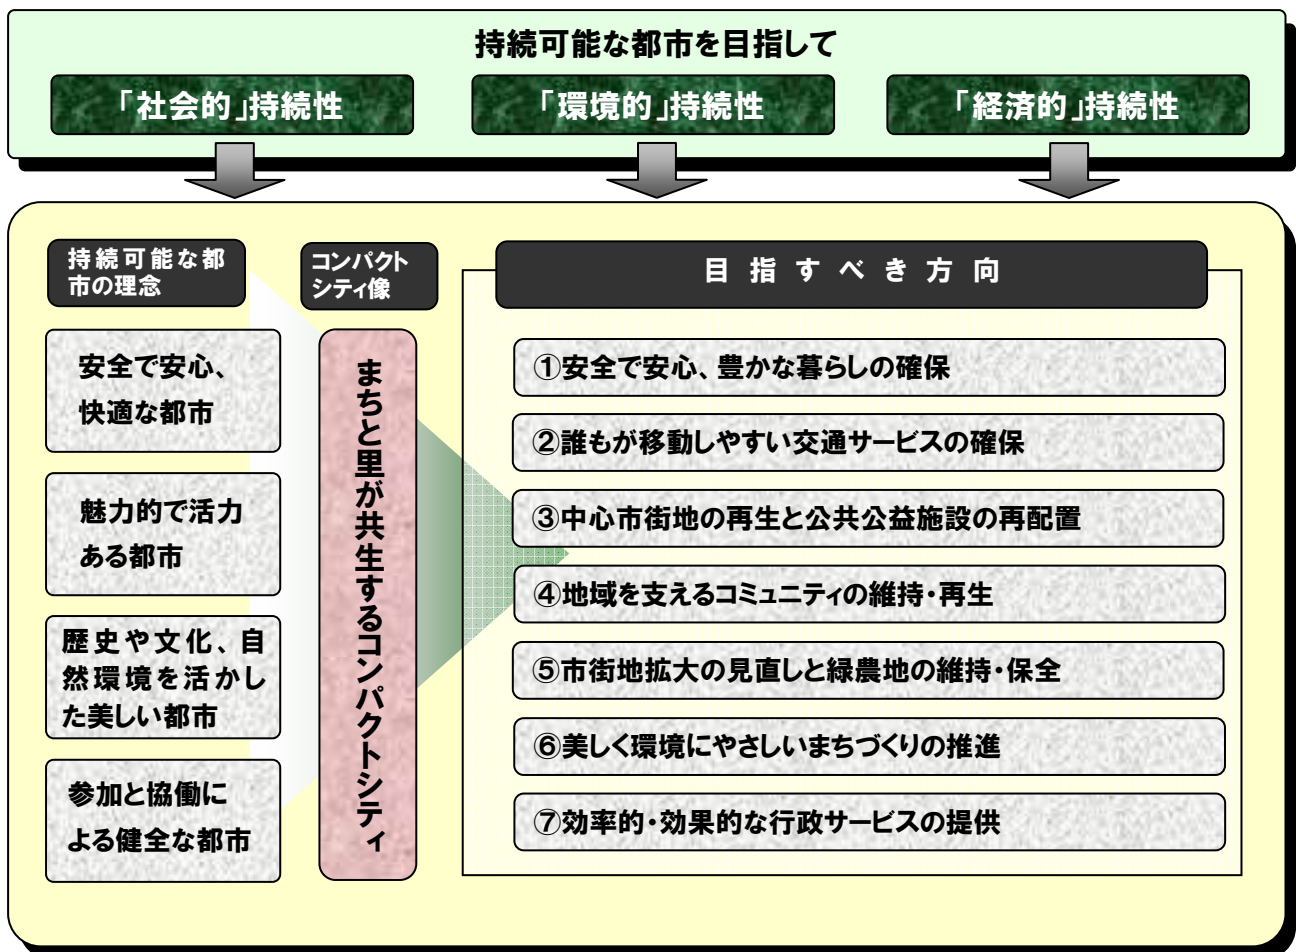 持続可能な都市を目指して
「社会的」持続性
「環境的」持続性
「経済的」持続性
持続可能な都
市の理念
安全で安心、
快適な都市
魅力的で活力
ある都市
歴史や文化、自
然環境を活かし
た美しい都市
参加と協働に
よる健全な都市
コンパクト
シティ像
まちと里が共生するコンパクトシティ
目指すべき方向
①安全で安心、豊かな暮らしの確保
②誰もが移動しやすい交通サービスの確保
③中心市街地の再生と公共公益施設の再配置
④地域を支えるコミュニティの維持・再生
⑤市街地拡大の見直しと緑農地の維持・保全
⑥美しく環境にやさしいまちづくりの推進
⑦効率的・効果的な行政サービスの提供